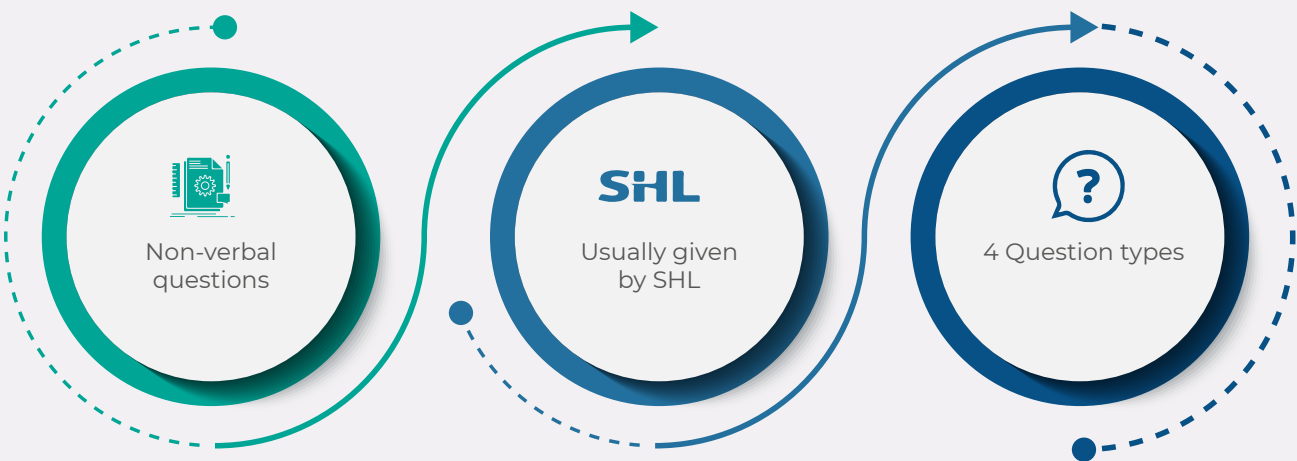 Non-verbal
questions
SHL
Usually given
by SHL
?
4 Question types